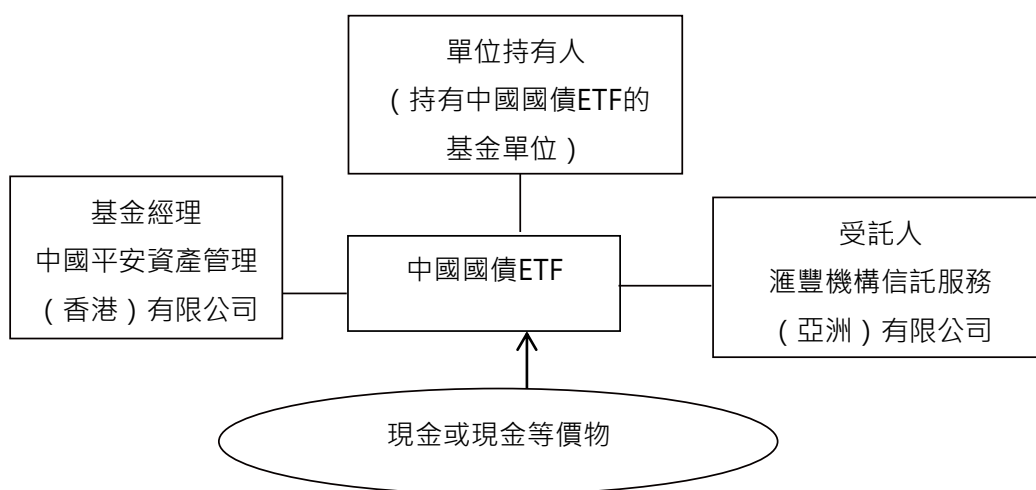 單位持有人
（持有中國國債ETF的
基金單位）
基金經理
中國平安資產管理
（香港）有限公司
中國國債ETF
受託人
滙豐機構信託服務
（亞洲）有限公司
現金或現金等價物